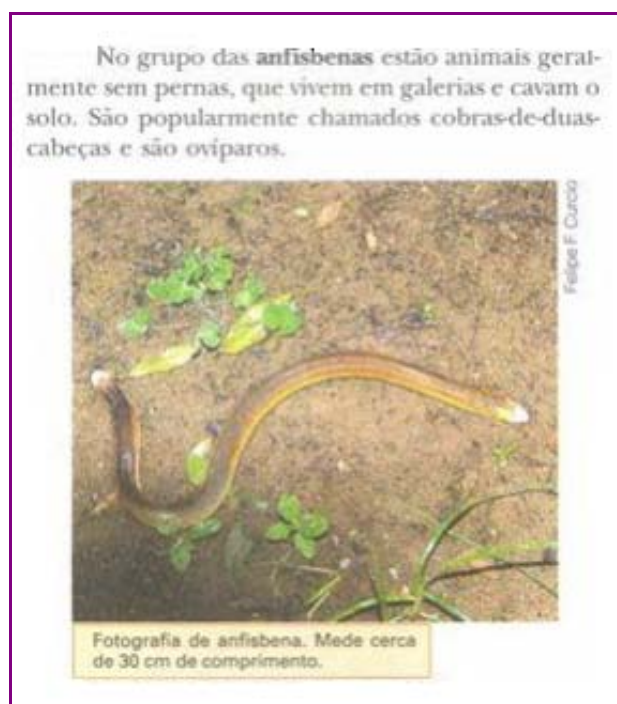 No grupo das anfisbenas estão animais geral-
mente sem pernas, que vivem em galerias e cavam o
solo. São popularmente chamados cobras-de-duas-
cabeças e são ovíparos.
Felipe F. Curcio
Fotografia de anfisbena. Mede cerca
de 30 cm de comprimento.